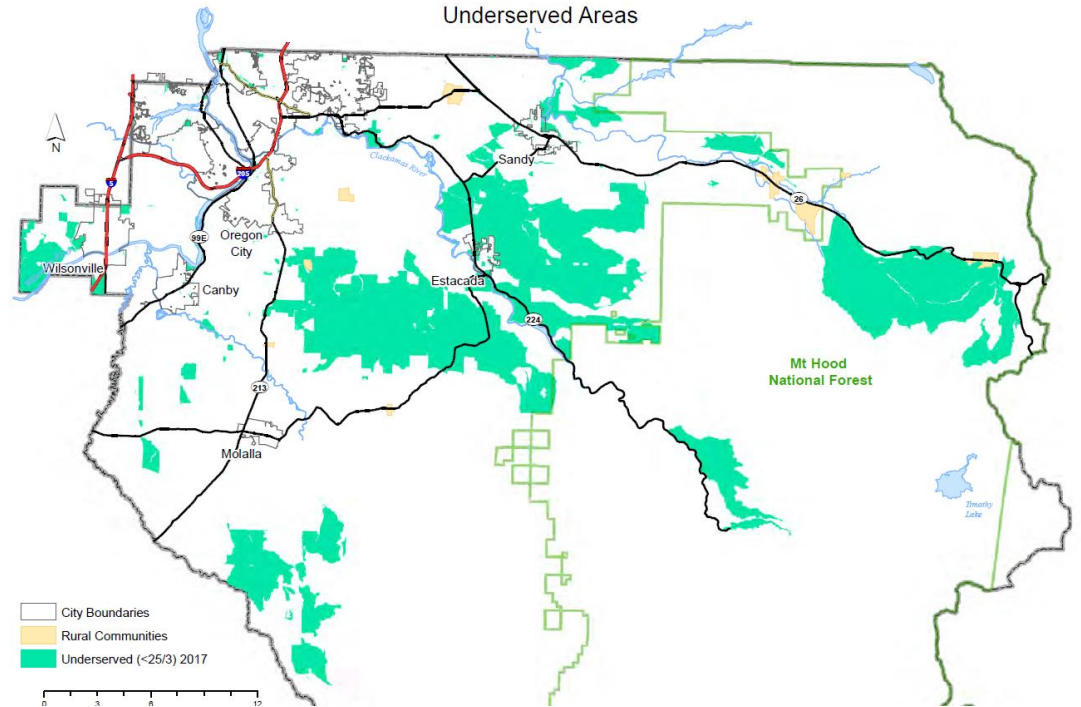 Underserved Areas
N
Clackamas River
Sandy
5
205
26
99E
Oregon
City
Wilsonville
Canby
Estacada
224
Mt Hood
National Forest
213
Molalla
Timothy
Lake
City Boundaries
Rural Communities
Underserved (<25/3) 2017
0 3 6 12